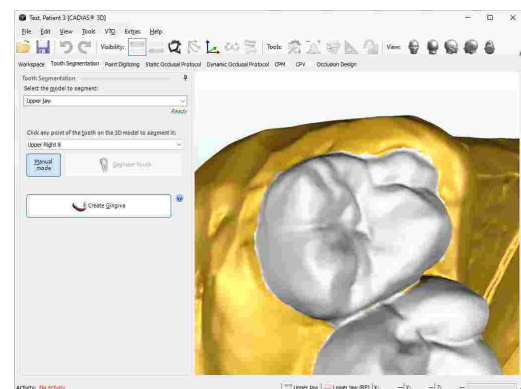 Test, Patient 3 [CADIAS® 3D]
File Edit View Tools VTO Extras Help
Visibility: Tools: View:
Workspace Tooth Segmentation Point Digitizing Static Occlusal Protocol Dynamic Occlusal Protocol CPM CPV Occlusion Design
Tooth Segmentation
Select the model to segment:
Upper Jaw
Ready
Click any point of the tooth on the 3D model to segment it:
Upper Right 8
Manual mode
Segment Tooth
Create Gingiva
Activity: No activity
Upper Jaw Lower Jaw (RP) X: — Y: — Z: —